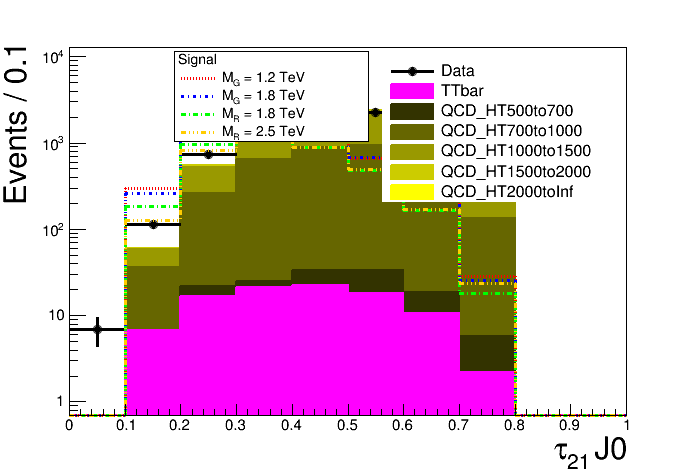 Events / 0.1
10⁴
10³
10²
10
1
Signal
M_G = 1.2 TeV
M_G = 1.8 TeV
M_R = 1.8 TeV
M_R = 2.5 TeV
Data
TTbar
QCD_HT500to700
QCD_HT700to1000
QCD_HT1000to1500
QCD_HT1500to2000
QCD_HT2000toInf
0 0.1 0.2 0.3 0.4 0.5 0.6 0.7 0.8 0.9 1
τ₂₁ J0